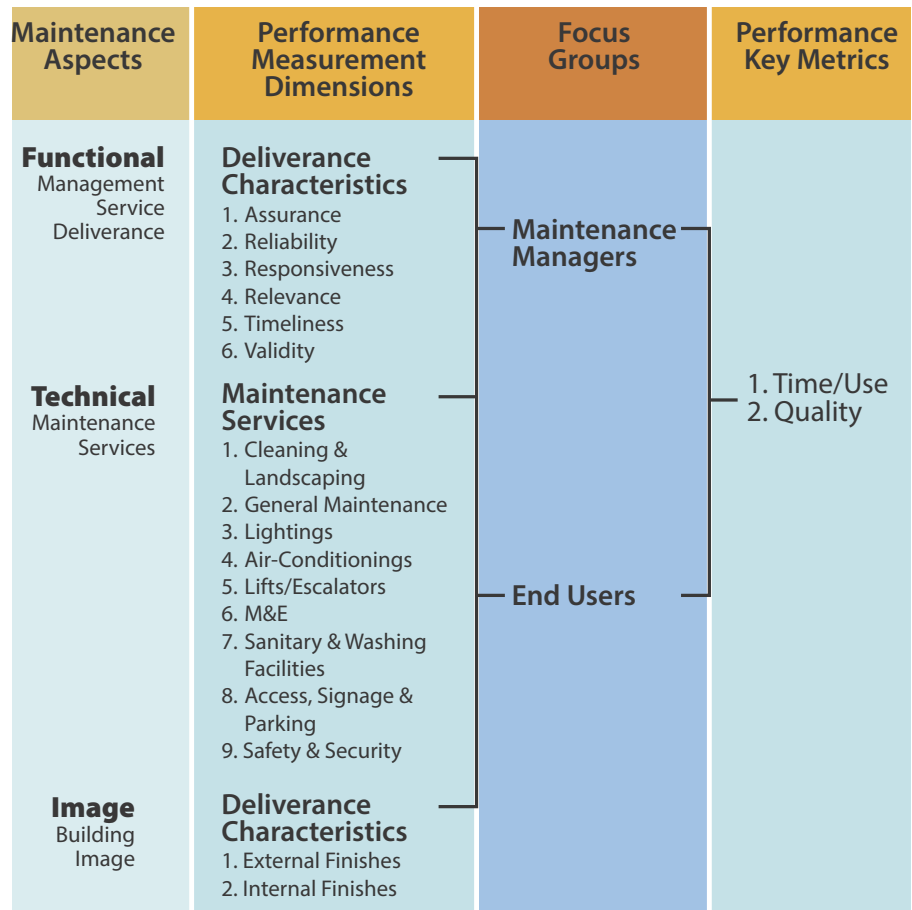 Maintenance
Aspects
Performance
Measurement
Dimensions
Focus
Groups
Performance
Key Metrics
Functional
Management
Service
Deliverance
Deliverance
Characteristics
1. Assurance
2. Reliability
3. Responsiveness
4. Relevance
5. Timeliness
6. Validity
Maintenance
Managers
Technical
Maintenance
Services
Maintenance
Services
1. Cleaning &
Landscaping
2. General Maintenance
3. Lightings
4. Air-Conditionings
5. Lifts/Escalators
6. M&E
7. Sanitary & Washing
Facilities
8. Access, Signage &
Parking
9. Safety & Security
End Users
1. Time/Use
2. Quality
Image
Building
Image
Deliverance
Characteristics
1. External Finishes
2. Internal Finishes